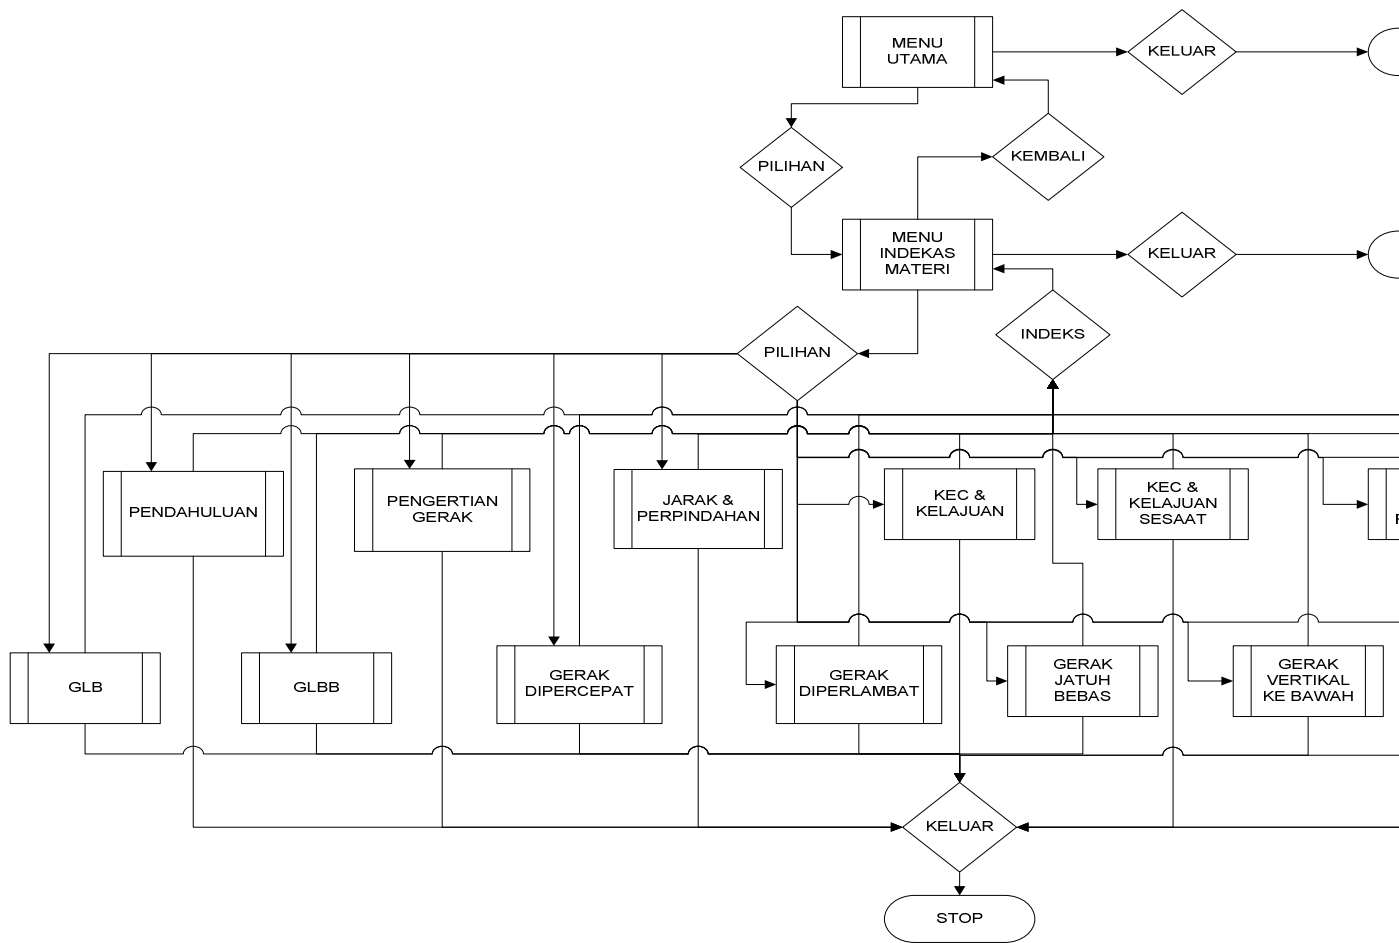 MENU
UTAMA
KELUAR
PILIHAN
KEMBALI
MENU
INDEKAS
MATERI
KELUAR
PILIHAN
INDEKS
PENDAHULUAN
PENGERTIAN
GERAK
JARAK &
PERPINDAHAN
KEC &
KELAJUAN
KEC &
KELAJUAN
SESAAT
GLB
GLBB
GERAK
DIPERCEPAT
GERAK
DIPERLAMBAT
GERAK
JATUH
BEBAS
GERAK
VERTIKAL
KE BAWAH
KELUAR
STOP